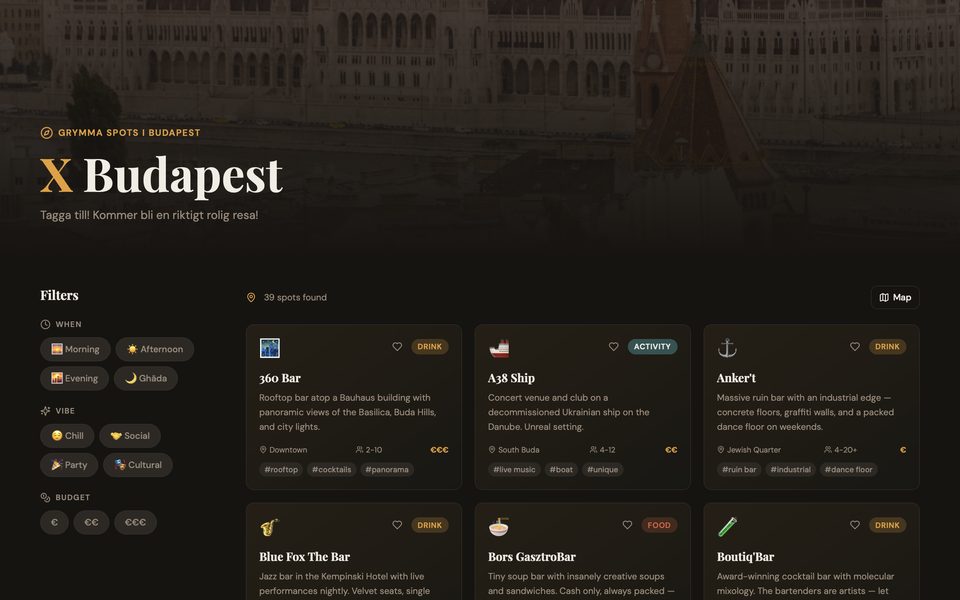 GRYMMA SPOTS I BUDAPEST
X Budapest
Tagga till! Kommer bli en riktigt rolig resa!
Filters
39 spots found
Map
WHEN
Morning
Afternoon
Evening
Ghäda
VIBE
Chill
Social
Party
Cultural
BUDGET
€
€€
€€€
DRINK
360 Bar
Rooftop bar atop a Bauhaus building with
panoramic views of the Basilica, Buda Hills,
and city lights.
Downtown
2-10
€€€
#rooftop
#cocktails
#panorama
ACTIVITY
A38 Ship
Concert venue and club on a
decommissioned Ukrainian ship on the
Danube. Unreal setting.
South Buda
4-12
€€
#live music
#boat
#unique
DRINK
Anker't
Massive ruin bar with an industrial edge —
concrete floors, graffiti walls, and a packed
dance floor on weekends.
Jewish Quarter
4-20+
€
#ruin bar
#industrial
#dance floor
DRINK
Blue Fox The Bar
Jazz bar in the Kempinski Hotel with live
performances nightly. Velvet seats, single
FOOD
Bors GasztroBar
Tiny soup bar with insanely creative soups
and sandwiches. Cash only, always packed —
DRINK
Boutiq'Bar
Award-winning cocktail bar with molecular
mixology. The bartenders are artists — let